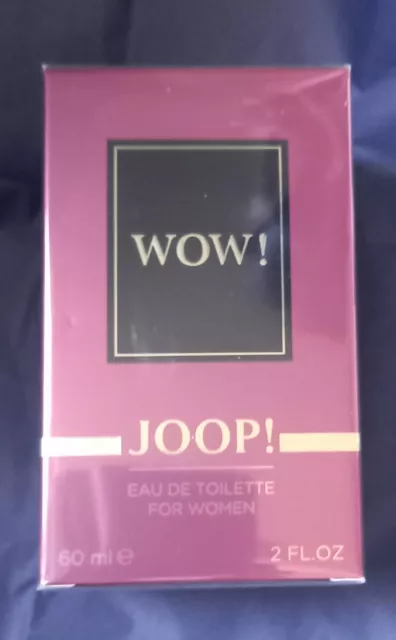 WOW!
JOOP!
EAU DE TOILETTE
FOR WOMEN
60 ml e 2 FL.OZ